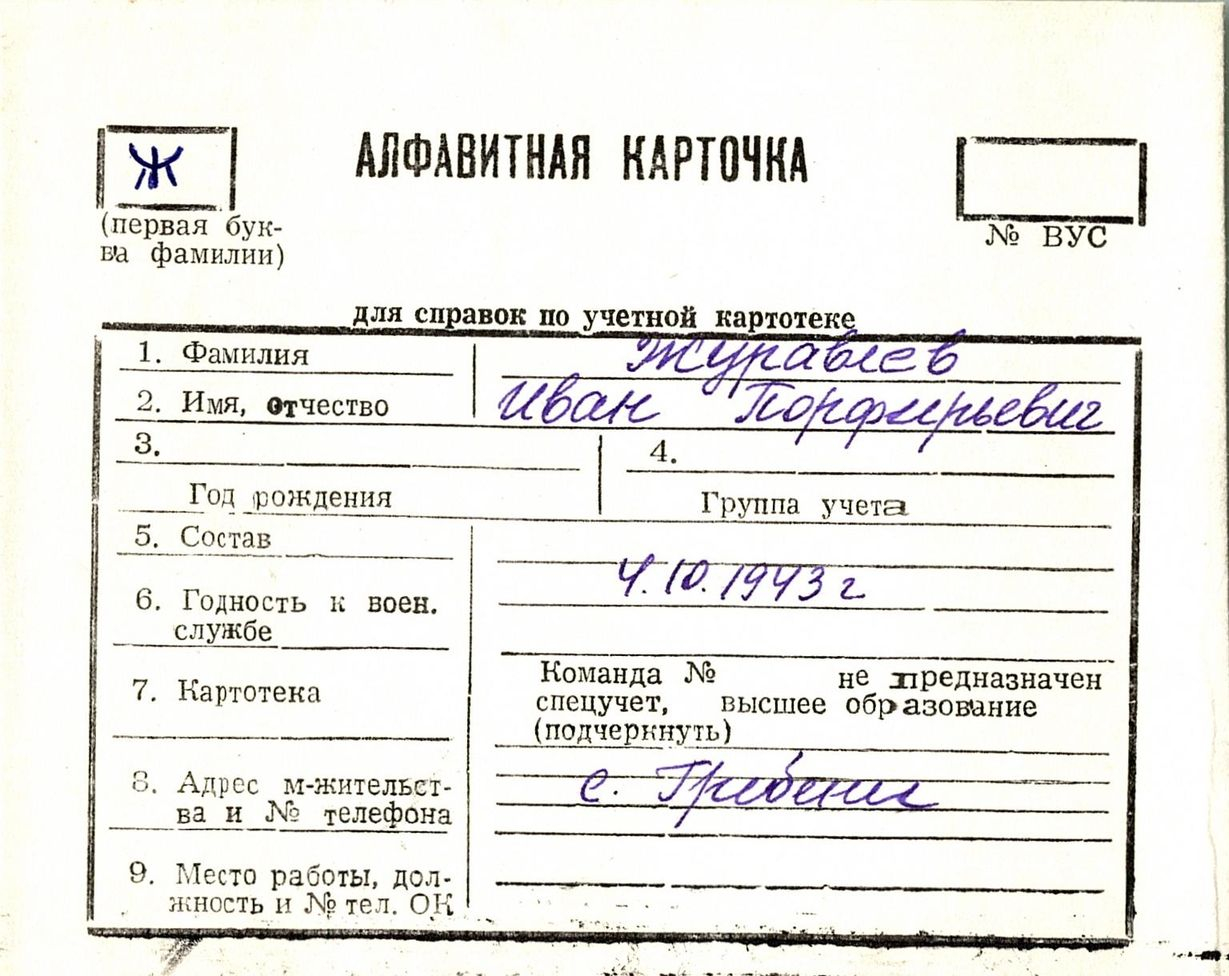 Ж
АЛФАВИТНАЯ КАРТОЧКА
(первая бук-
ва фамилии)
№ ВУС
для справок по учетной картотеке
1. Фамилия Журавлев
2. Имя, отчество Иван Порфирьевич
3. 4.
Год рождения Группа учета
5. Состав
4.10.1943 г
6. Годность к воен.
службе
7. Картотека
Команда № не предназначен
спецучет, высшее образование
(подчеркнуть)
8. Адрес м-жительст-
ва и № телефона
с. Гребени
9. Место работы, дол-
жность и № тел. ОК